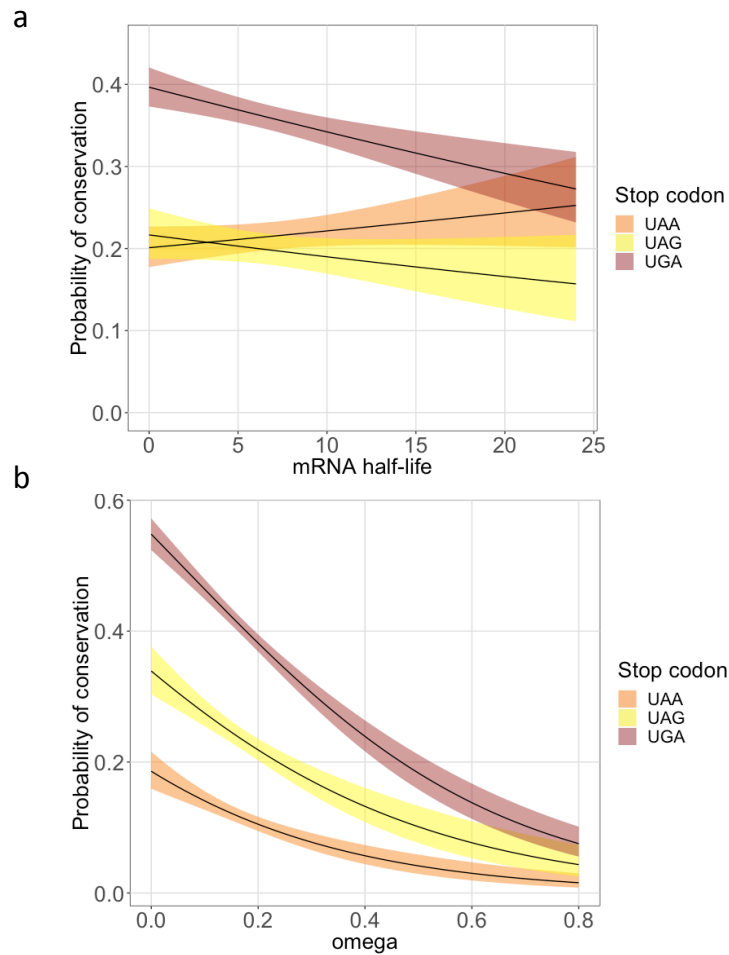 a
0.4
0.3
0.2
0.1
0.0
Probability of conservation
0 5 10 15 20 25
mRNA half-life
Stop codon
UAA
UAG
UGA
b
0.6
0.4
0.2
0.0
Probability of conservation
0.0 0.2 0.4 0.6 0.8
omega
Stop codon
UAA
UAG
UGA